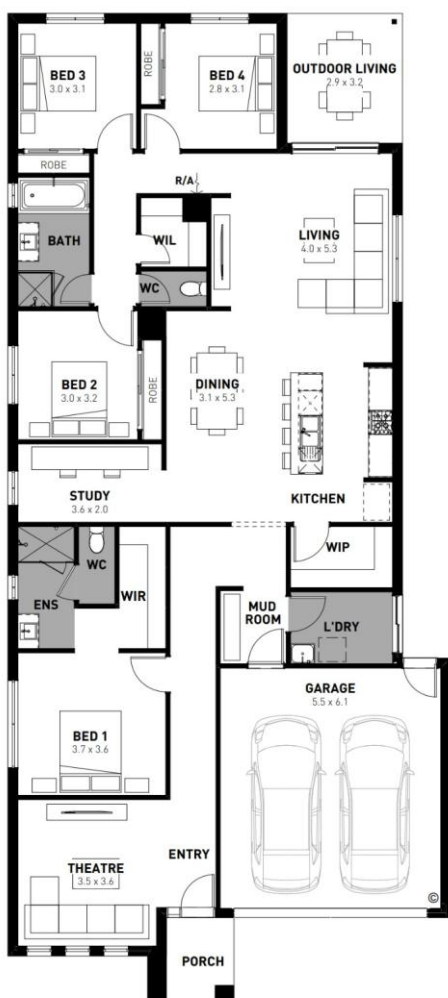 BED 3
3.0 x 3.1
ROBE
BED 4
2.8 x 3.1
OUTDOOR LIVING
2.9 x 3.2
ROBE
R/A
BATH
WIL
LIVING
4.0 x 5.3
WC
BED 2
3.0 x 3.2
ROBE
DINING
3.1 x 5.3
STUDY
3.6 x 2.0
KITCHEN
WC
WIP
ENS
WIR
MUD
ROOM
L'DRY
GARAGE
5.5 x 6.1
BED 1
3.7 x 3.6
THEATRE
3.5 x 3.6
ENTRY
©
PORCH